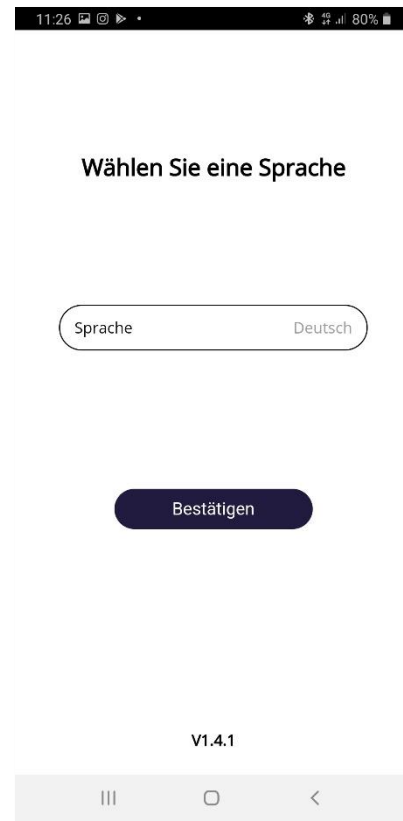 11:26 80%
Wählen Sie eine Sprache
Sprache Deutsch
Bestätigen
V1.4.1